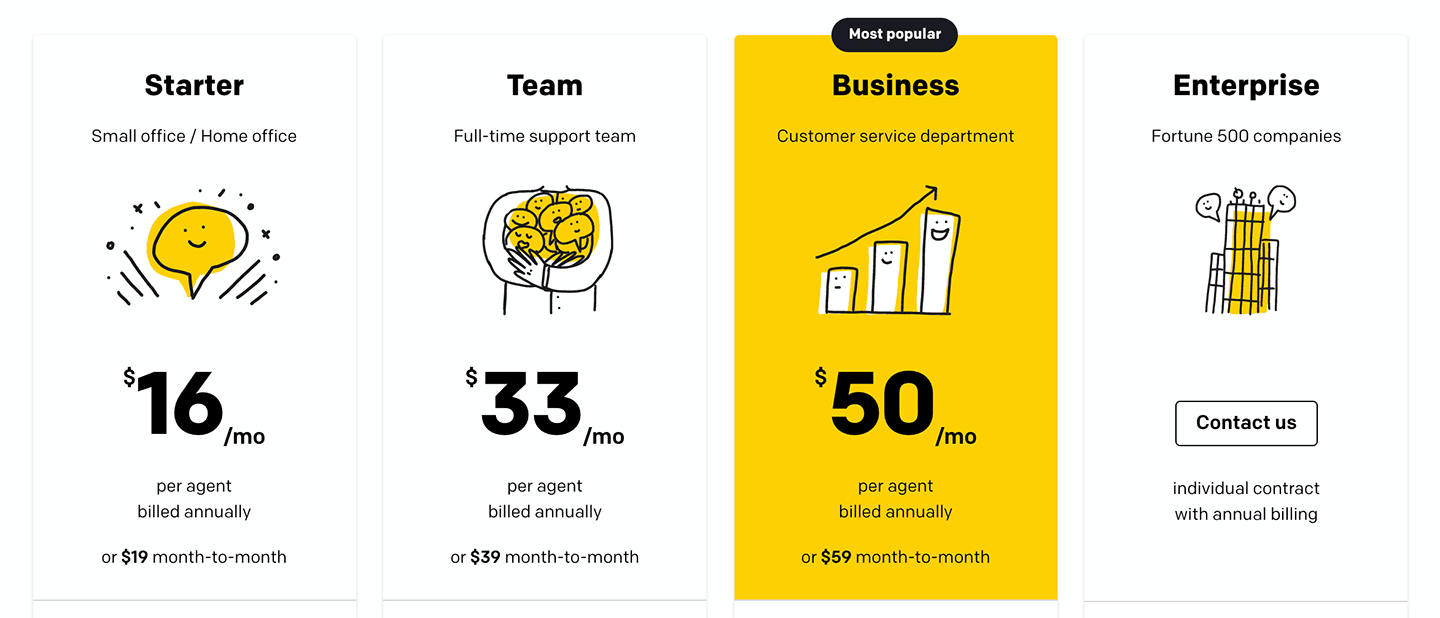 Starter
Small office / Home office
$16/mo
per agent
billed annually
or $19 month-to-month
Team
Full-time support team
$33/mo
per agent
billed annually
or $39 month-to-month
Most popular
Business
Customer service department
$50/mo
per agent
billed annually
or $59 month-to-month
Enterprise
Fortune 500 companies
Contact us
individual contract
with annual billing